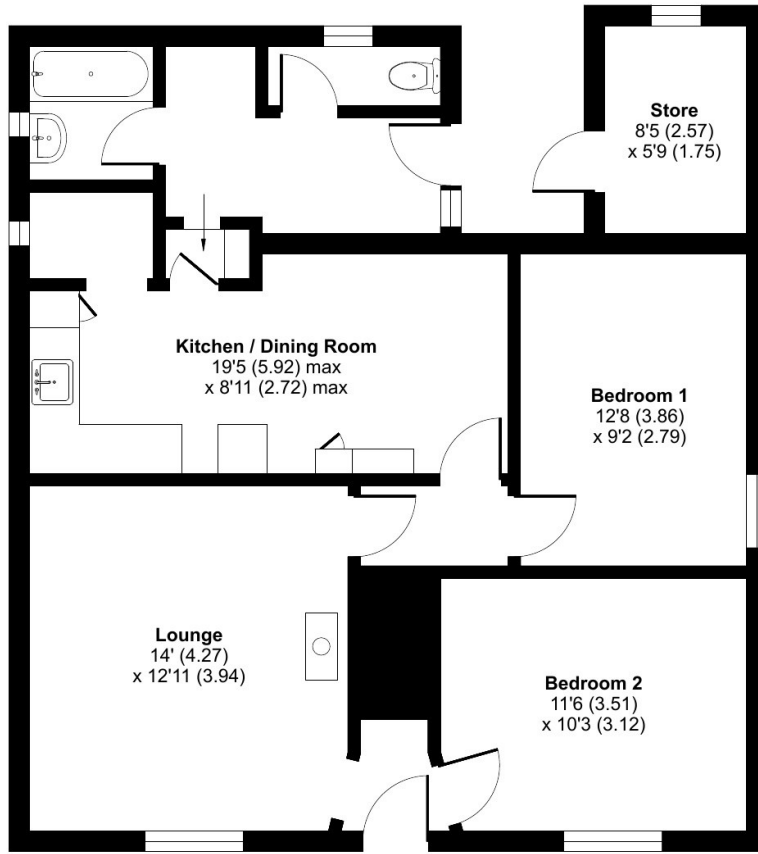 Store
8'5 (2.57)
x 5'9 (1.75)
Kitchen / Dining Room
19'5 (5.92) max
x 8'11 (2.72) max
Bedroom 1
12'8 (3.86)
x 9'2 (2.79)
Lounge
14' (4.27)
x 12'11 (3.94)
Bedroom 2
11'6 (3.51)
x 10'3 (3.12)